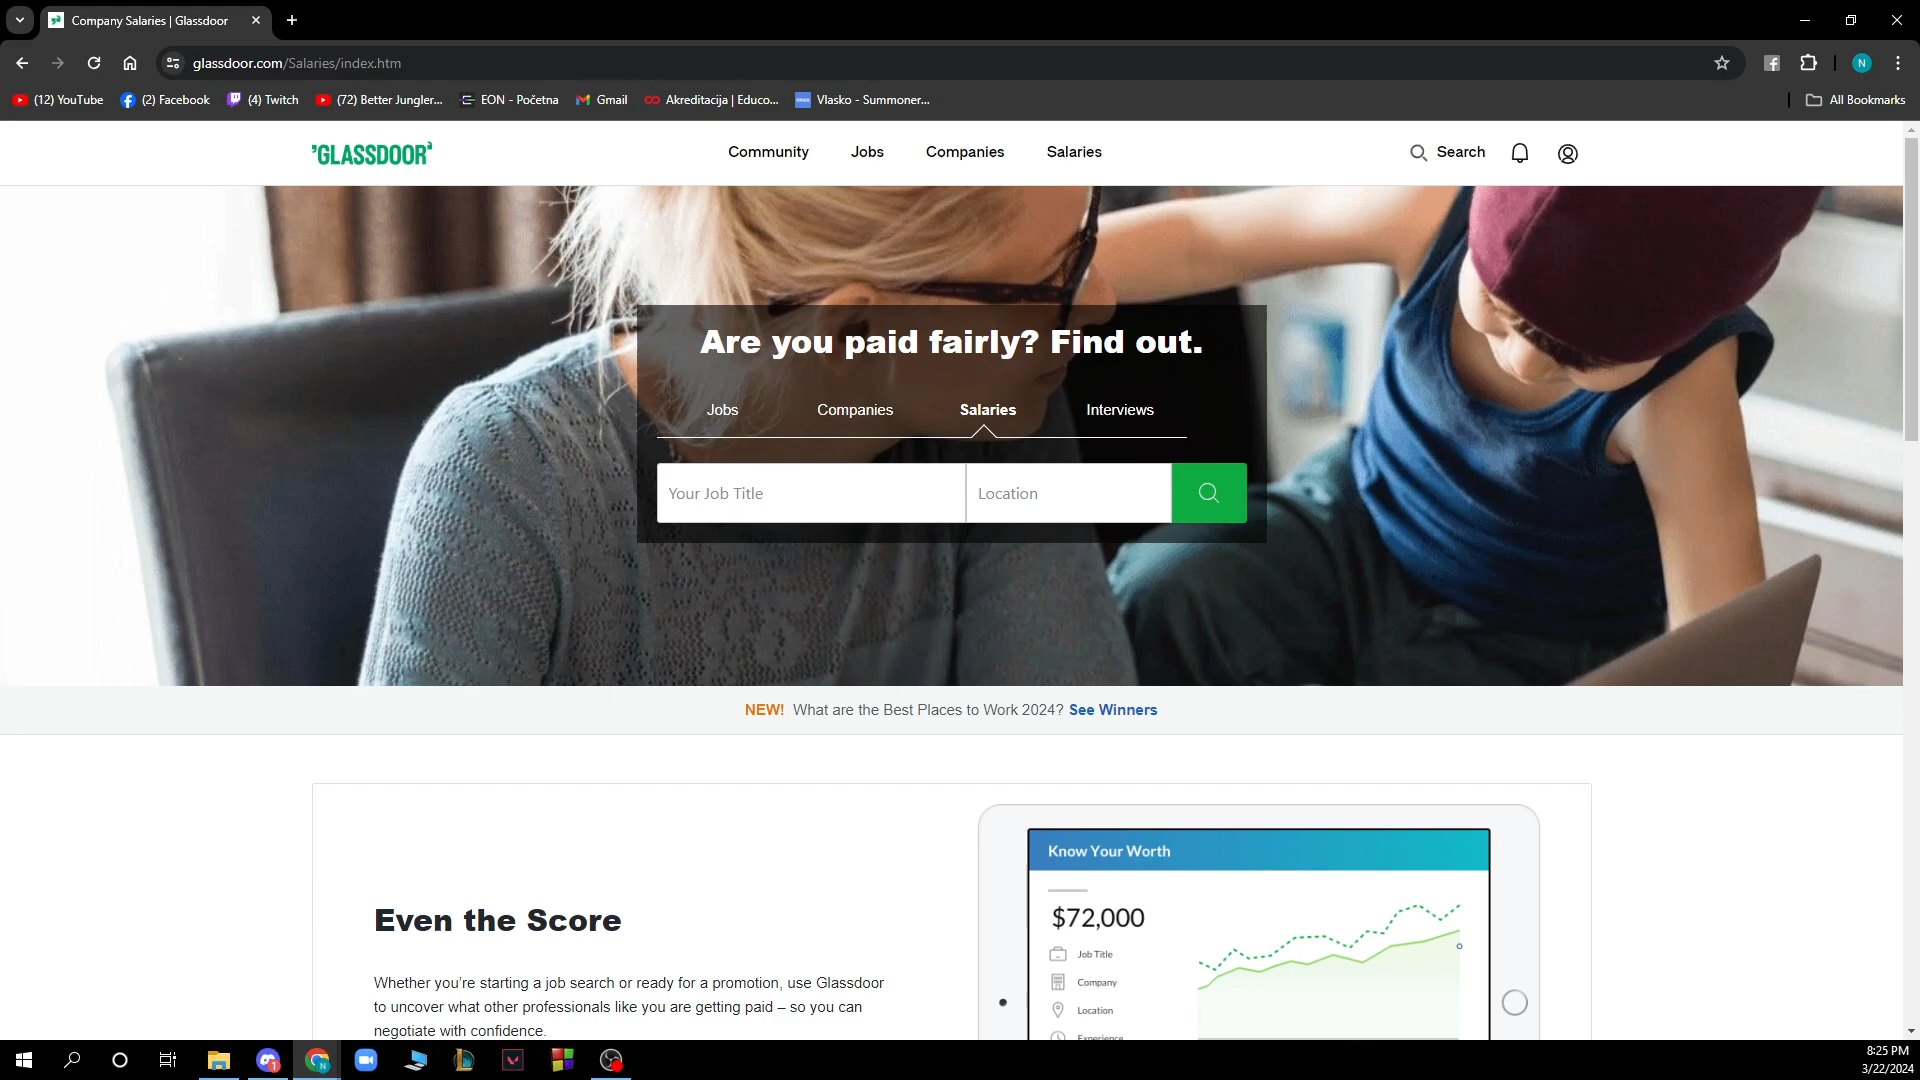 Company Salaries | Glassdoor
glassdoor.com/Salaries/index.htm
N
(12) YouTube
(2) Facebook
(4) Twitch
(72) Better Jungler...
EON - Početna
Gmail
Akreditacija | Educo...
Vlasko - Summoner...
All Bookmarks
GLASSDOOR
Community
Jobs
Companies
Salaries
Search
Are you paid fairly? Find out.
Jobs
Companies
Salaries
Interviews
Your Job Title
Location
NEW! What are the Best Places to Work 2024? See Winners
Even the Score
Whether you're starting a job search or ready for a promotion, use Glassdoor
to uncover what other professionals like you are getting paid – so you can
negotiate with confidence.
Know Your Worth
$72,000
Job Title
Company
Location
Experience
8:25 PM
3/22/2024